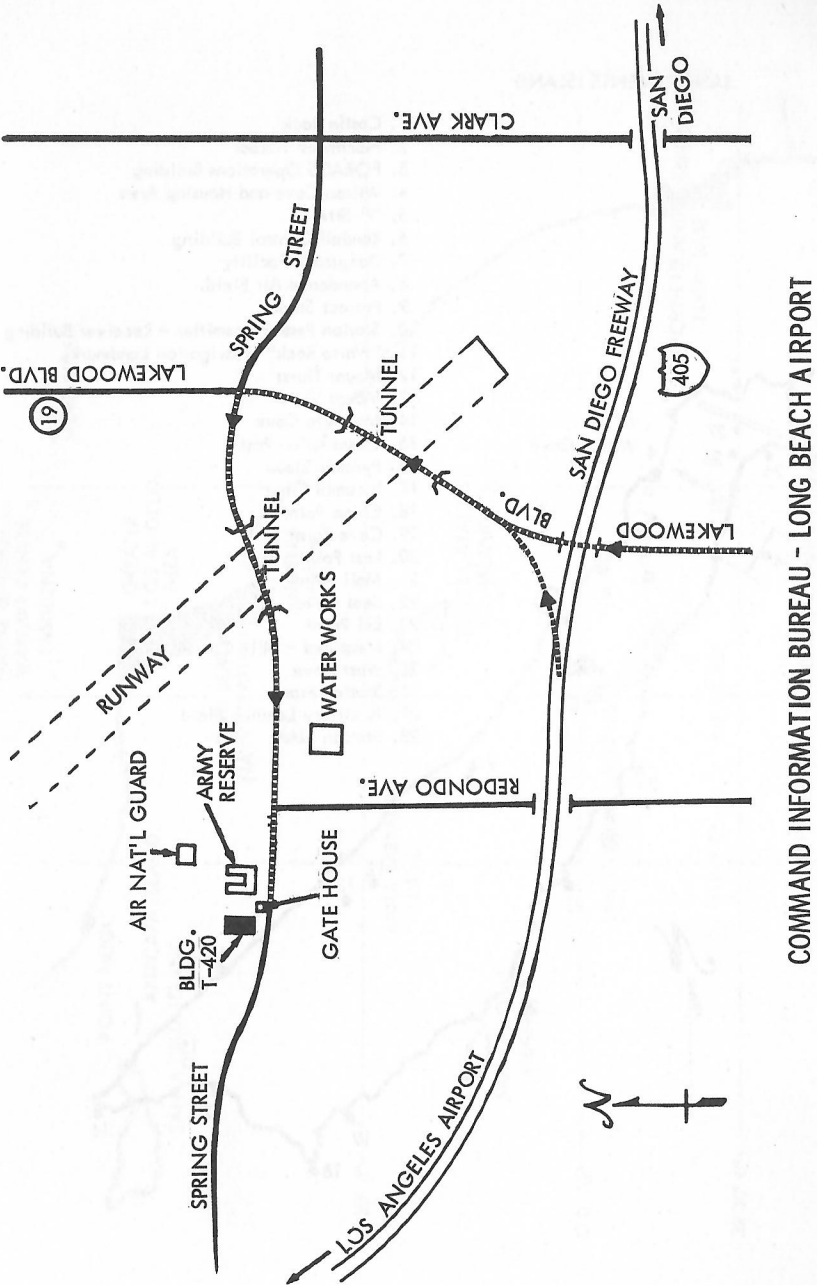 19
LAKEWOOD BLVD.
RUNWAY
AIR NAT'L GUARD
BLDG.
T-420
ARMY
RESERVE
SPRING STREET
SPRING STREET
TUNNEL
TUNNEL
GATE HOUSE
WATER WORKS
REDONDO AVE.
CLARK AVE.
LOS ANGELES AIRPORT
BLVD.
LAKEWOOD
SAN DIEGO FREEWAY
405
SAN
DIEGO
N
COMMAND INFORMATION BUREAU - LONG BEACH AIRPORT